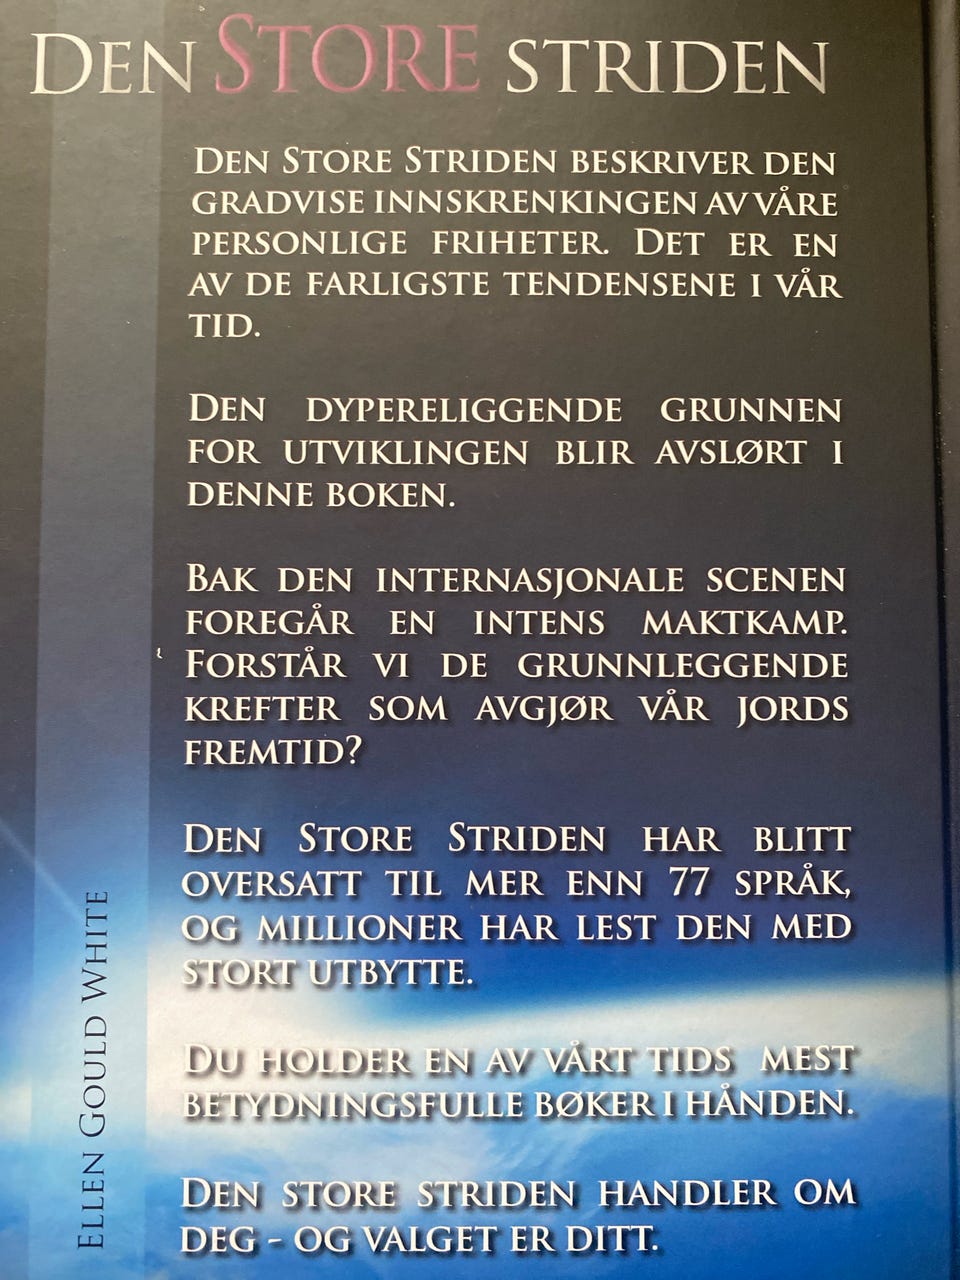 Den Store striden
Den Store Striden beskriver den
gradvise innskrenkingen av våre
personlige friheter. Det er en
av de farligste tendensene i vår
tid.
Den dypereliggende grunnen
for utviklingen blir avslørt i
denne boken.
Bak den internasjonale scenen
foregår en intens maktkamp.
Forstår vi de grunnleggende
krefter som avgjør vår jords
fremtid?
Den Store Striden har blitt
oversatt til mer enn 77 språk,
og millioner har lest den med
stort utbytte.
Du holder en av vårt tids mest
betydningsfulle bøker i hånden.
Den store striden handler om
deg - og valget er ditt.
Ellen Gould White